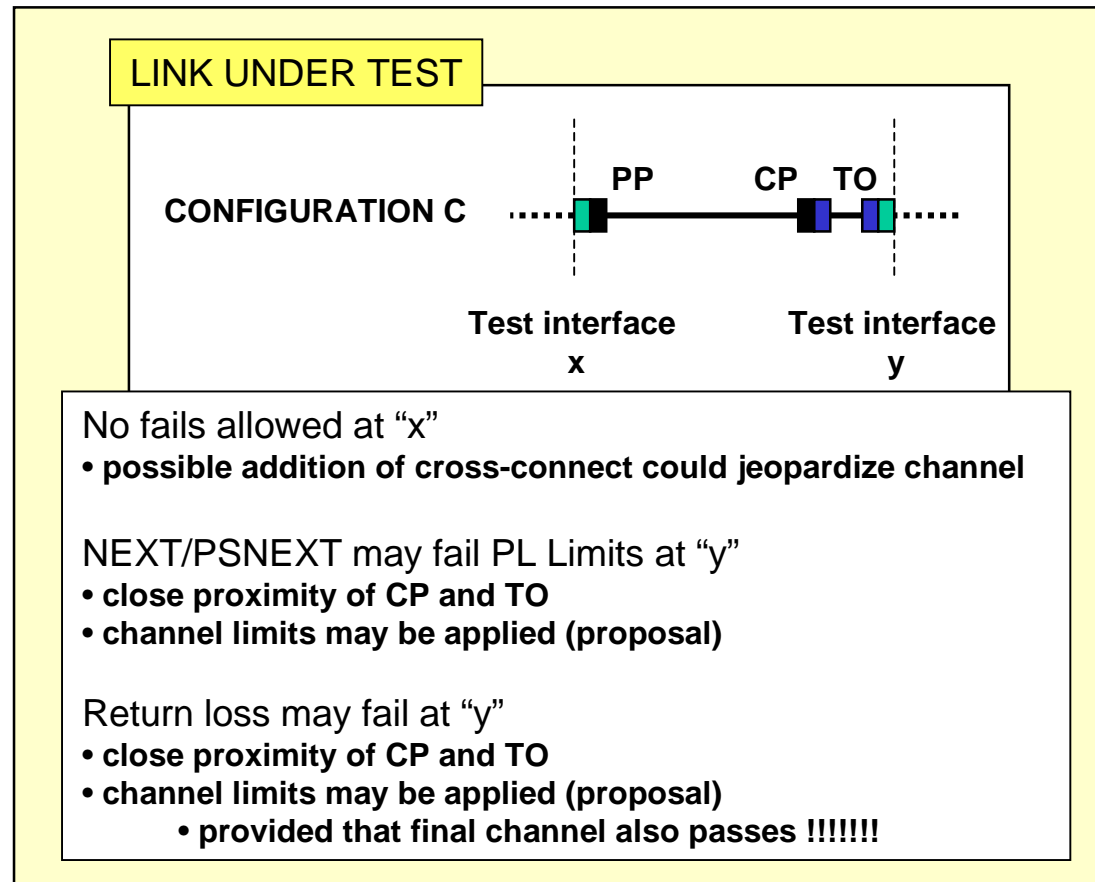 LINK UNDER TEST
PP CP TO
CONFIGURATION C
Test interface Test interface
x y
No fails allowed at “x”
• possible addition of cross-connect could jeopardize channel
NEXT/PSNEXT may fail PL Limits at “y”
• close proximity of CP and TO
• channel limits may be applied (proposal)
Return loss may fail at “y”
• close proximity of CP and TO
• channel limits may be applied (proposal)
• provided that final channel also passes !!!!!!!